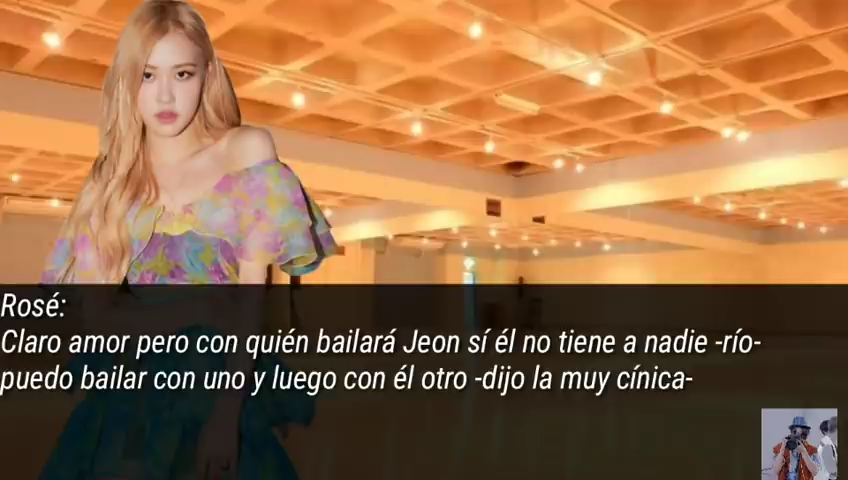 Rosé:
Claro amor pero con quién bailará Jeon sí él no tiene a nadie -río-
puedo bailar con uno y luego con él otro -dijo la muy cínica-